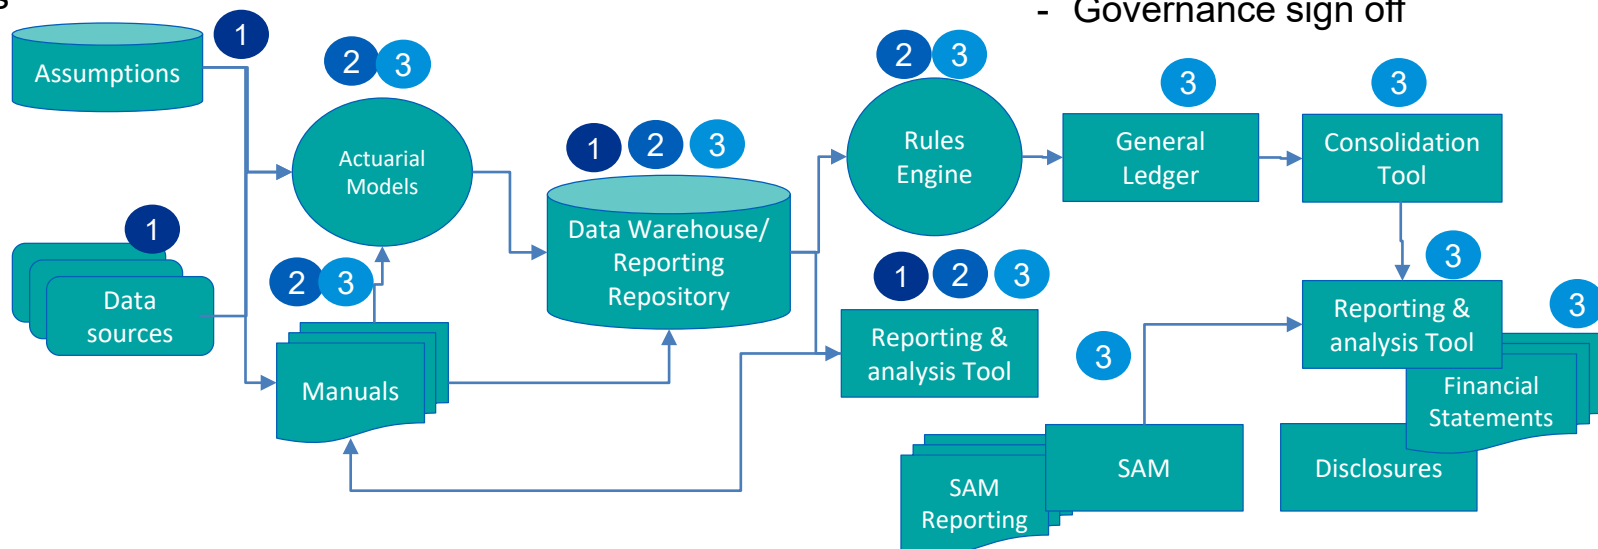 s
- Governance sign off
1
Assumptions
2 3
Actuarial
Models
1
Data
sources
2 3
Manuals
1 2 3
Data Warehouse/
Reporting
Repository
2 3
Rules
Engine
3
General
Ledger
3
Consolidation
Tool
1 2 3
Reporting &
analysis Tool
3
Reporting &
analysis Tool
3
Financial
Statements
3
SAM
SAM
Reporting
Disclosures